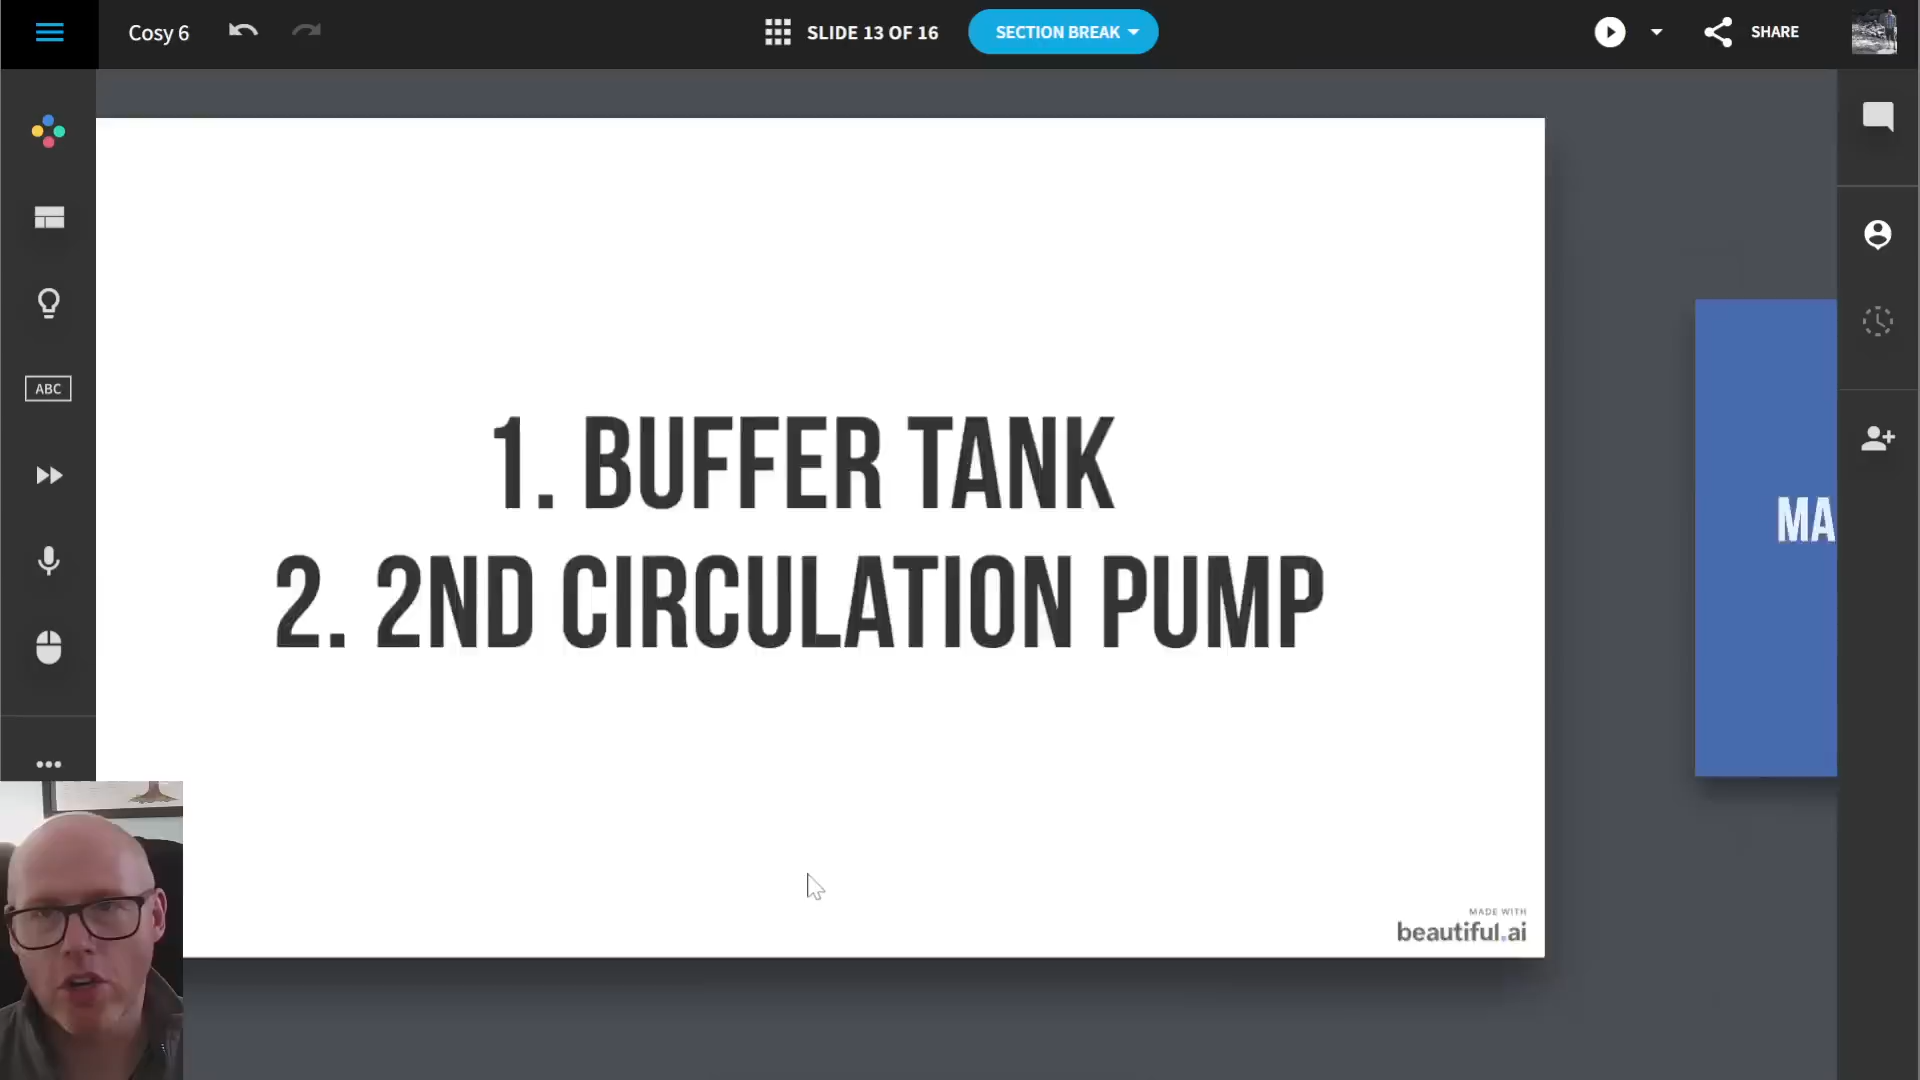 Cosy 6
SLIDE 13 OF 16
SECTION BREAK
SHARE
ABC
1. BUFFER TANK
2. 2ND CIRCULATION PUMP
MA
MADE WITH
beautiful.ai